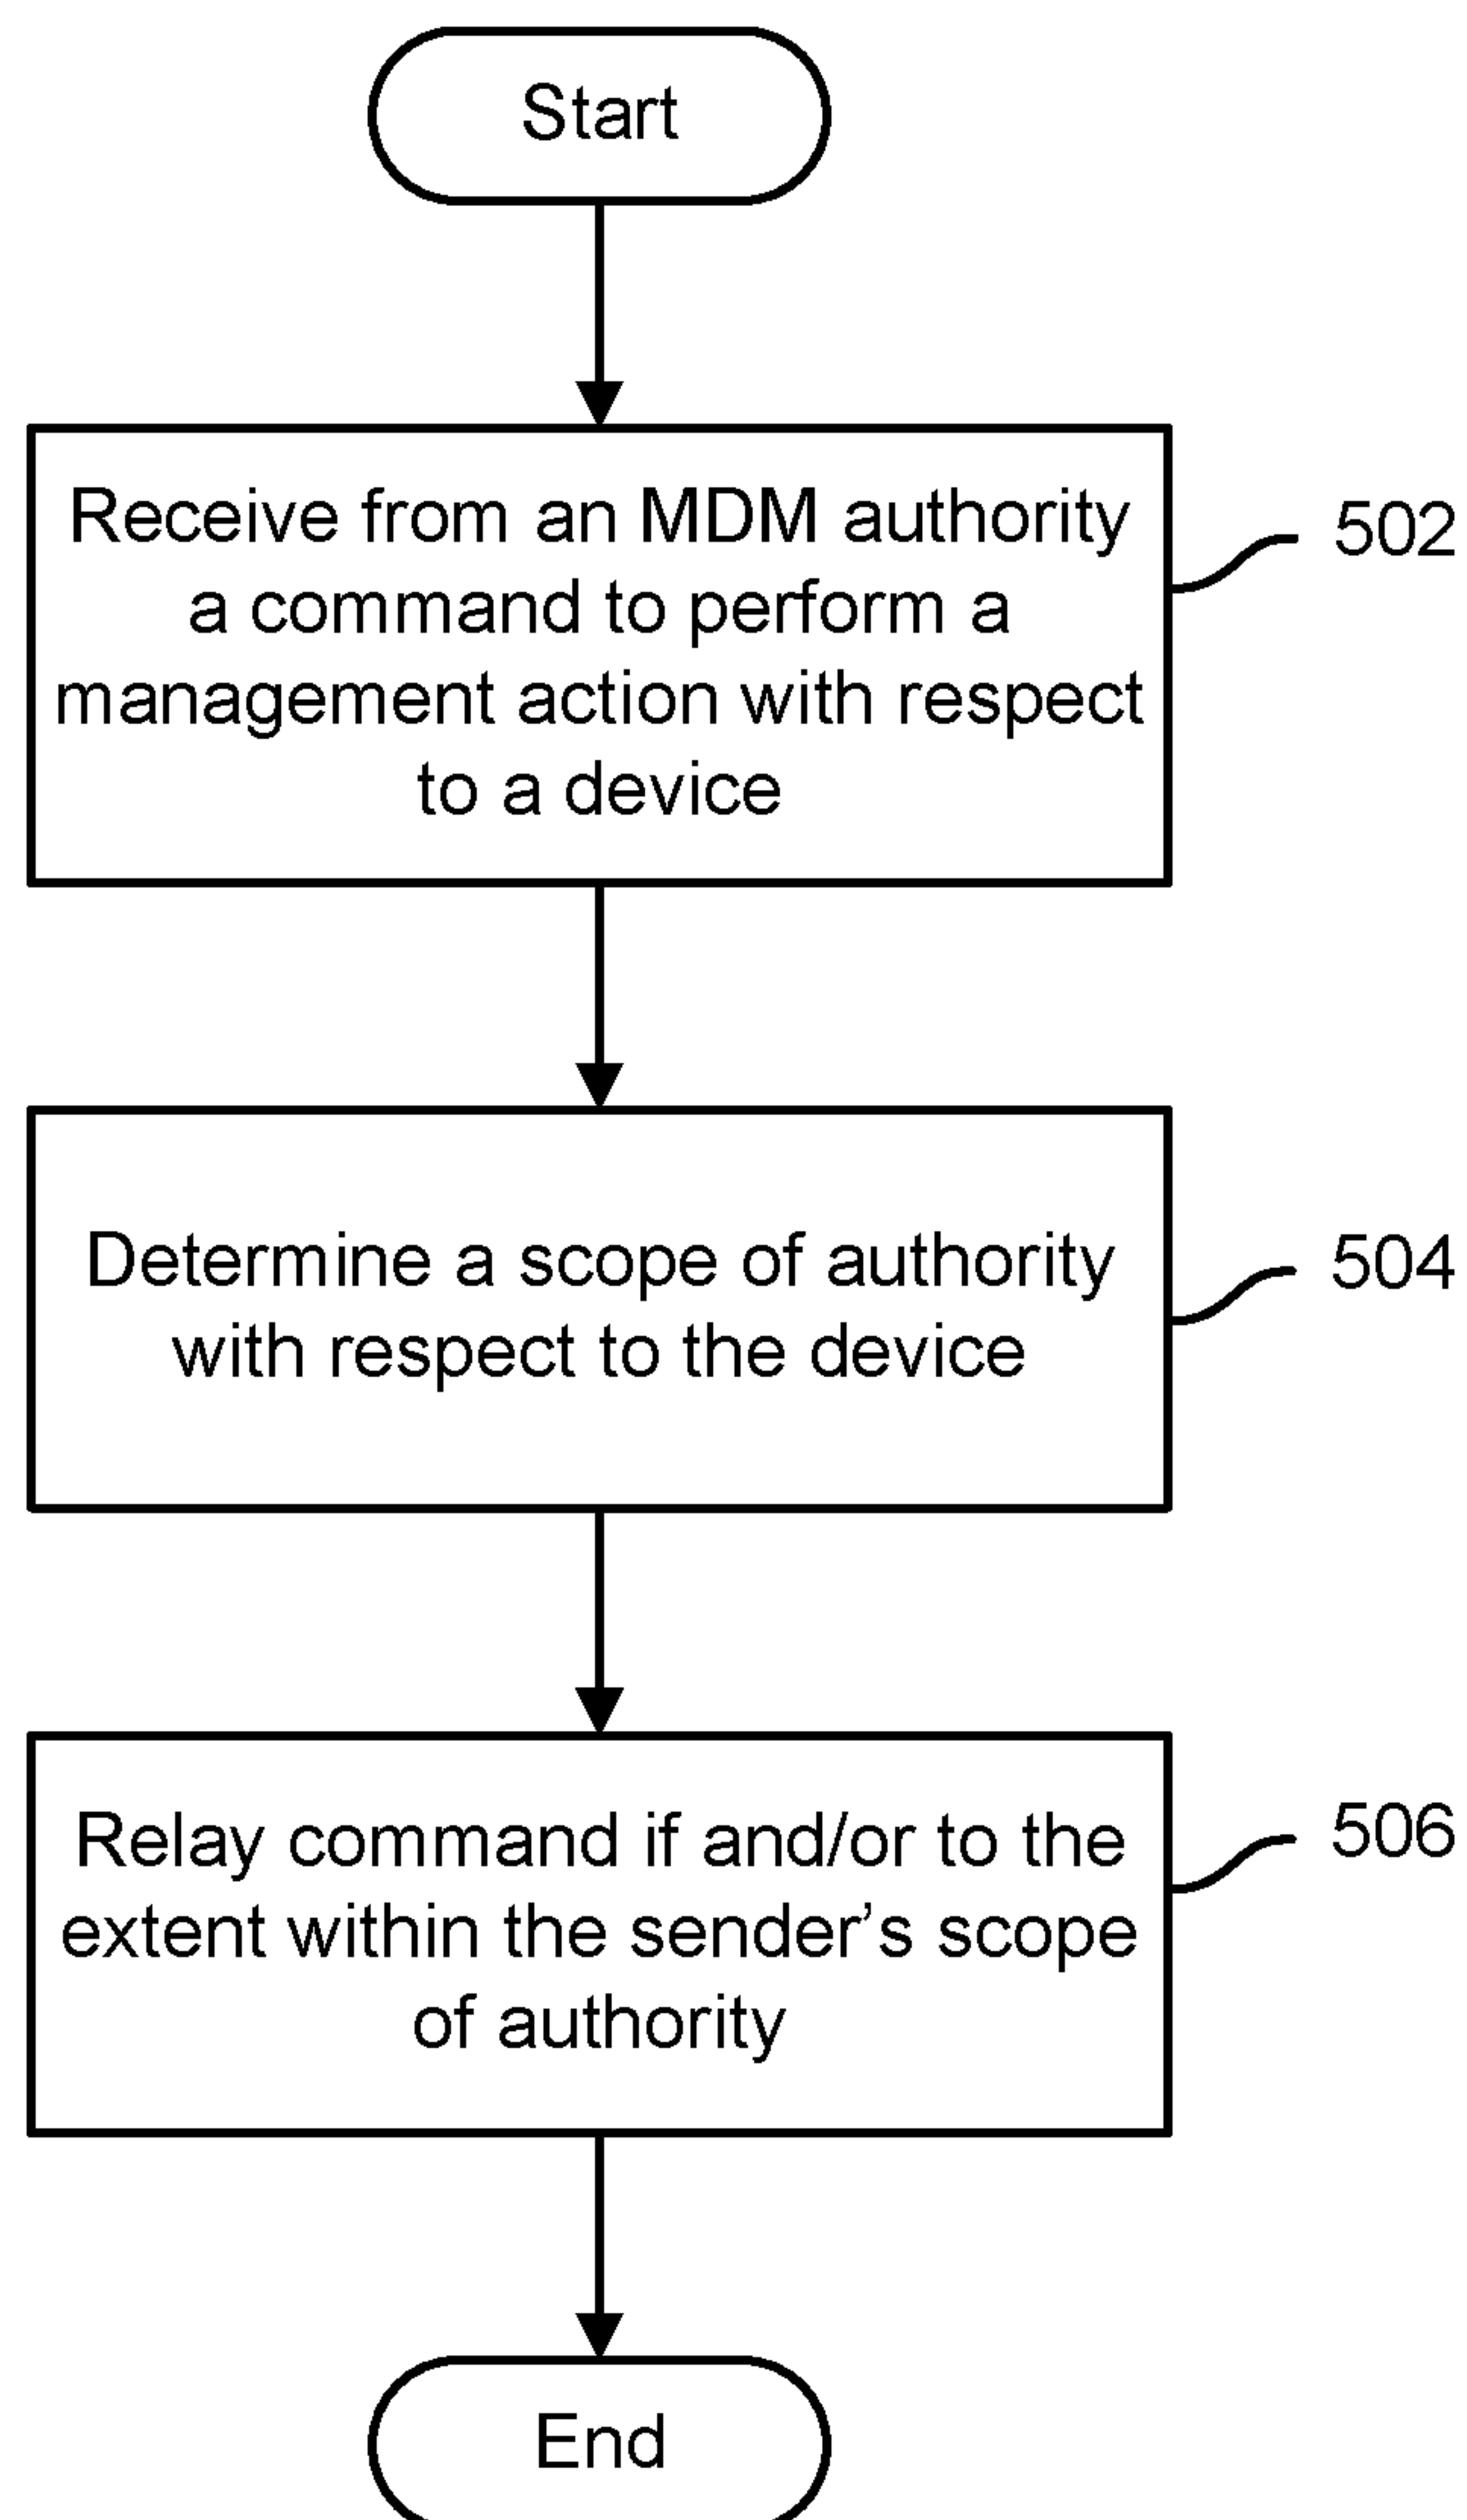 Start
Receive from an MDM authority
a command to perform a
management action with respect
to a device
502
Determine a scope of authority
with respect to the device
504
Relay command if and/or to the
extent within the sender’s scope
of authority
506
End